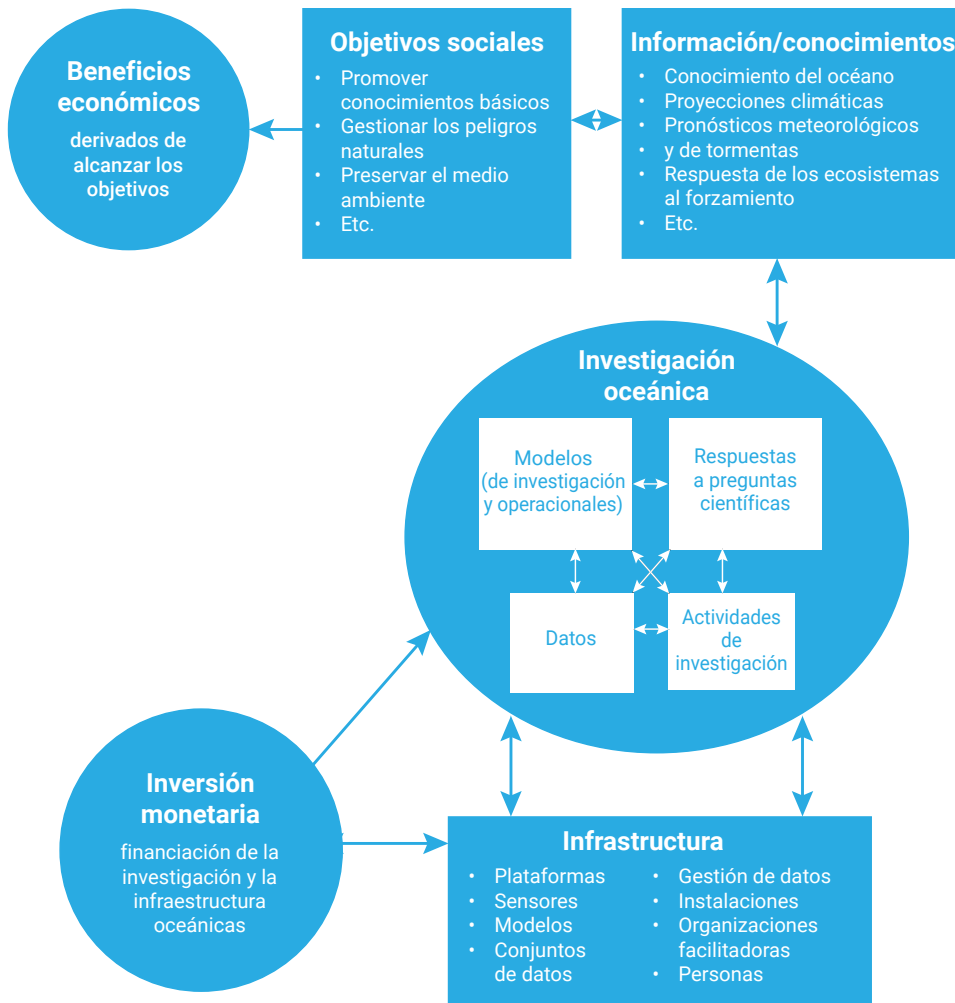 Beneficios
económicos
derivados de
alcanzar los
objetivos
Objetivos sociales
• Promover
conocimientos básicos
• Gestionar los peligros
naturales
• Preservar el medio
ambiente
• Etc.
Información/conocimientos
• Conocimiento del océano
• Proyecciones climáticas
• Pronósticos meteorológicos
• y de tormentas
• Respuesta de los ecosistemas
al forzamiento
• Etc.
Investigación
oceánica
Modelos
(de investigación
y operacionales)
Respuestas
a preguntas
científicas
Datos
Actividades
de
investigación
Inversión
monetaria
financiación de la
investigación y la
infraestructura
oceánicas
Infrastructura
• Plataformas
• Sensores
• Modelos
• Conjuntos
de datos
• Gestión de datos
• Instalaciones
• Organizaciones
facilitadoras
• Personas